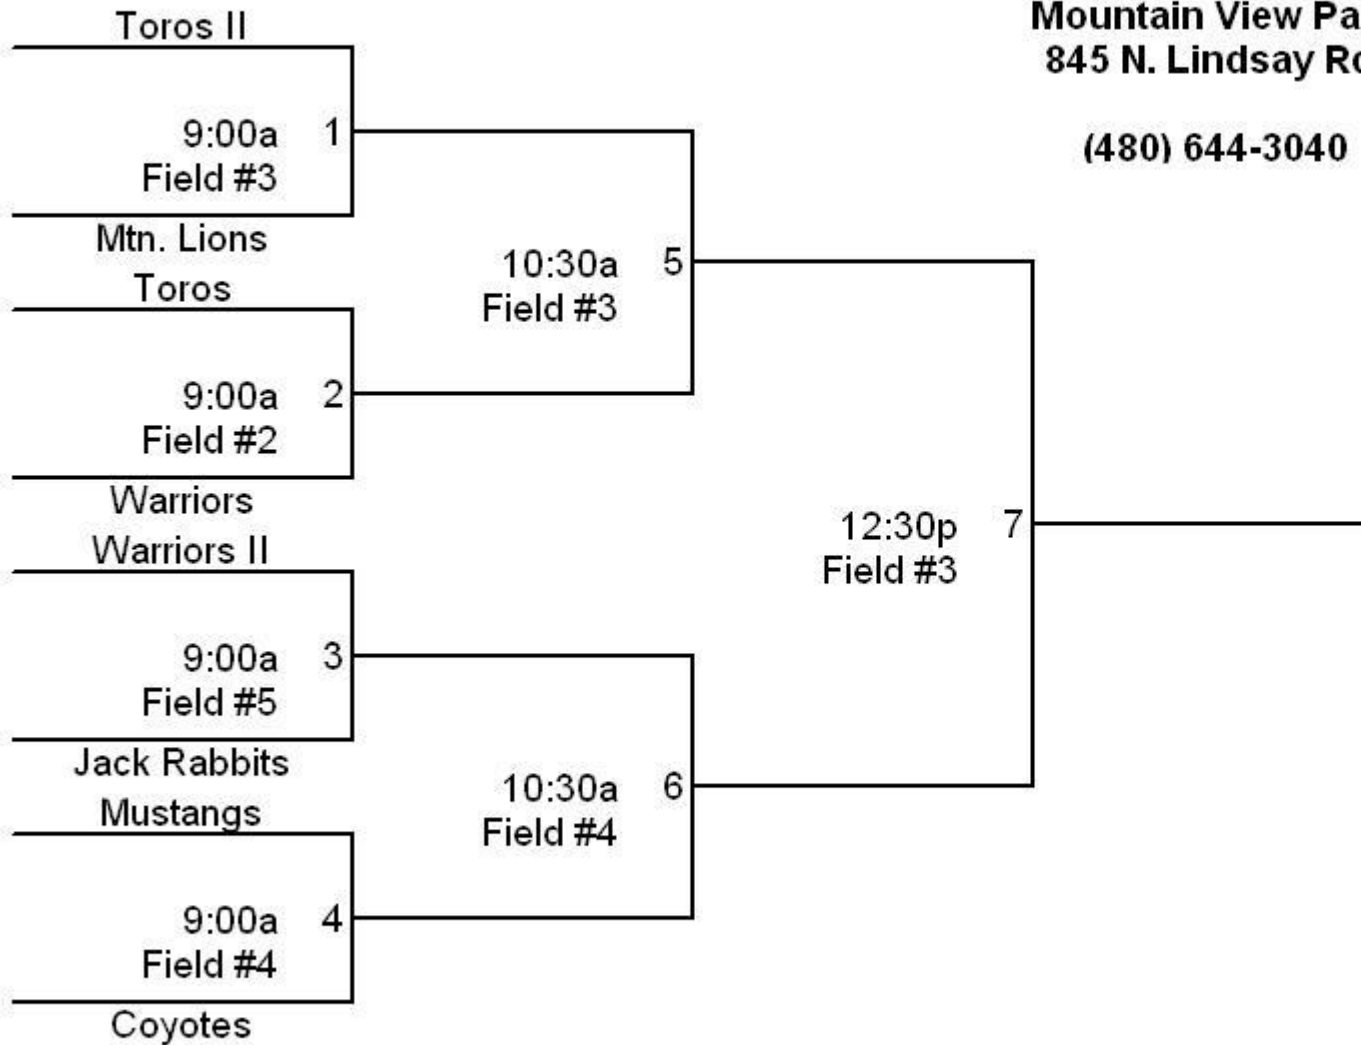 Toros II
9:00a 1
Field #3
Mtn. Lions
Toros
9:00a 2
Field #2
Warriors
Warriors II
9:00a 3
Field #5
Jack Rabbits
Mustangs
9:00a 4
Field #4
Coyotes
10:30a 5
Field #3
10:30a 6
Field #4
12:30p 7
Field #3
Mountain View
845 N. Lindsay
(480) 644-3040